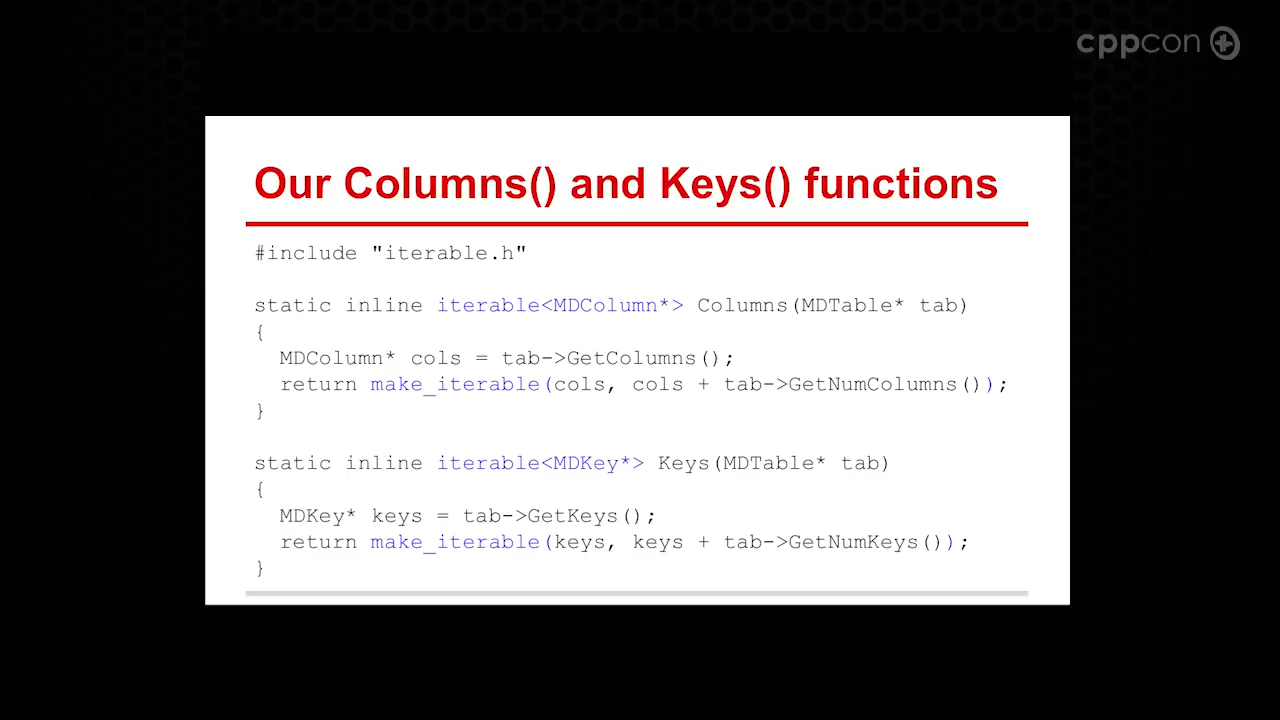 cppcon
Our Columns() and Keys() functions
#include "iterable.h"
static inline iterable<MDColumn*> Columns(MDTable* tab)
{
  MDColumn* cols = tab->GetColumns();
  return make_iterable(cols, cols + tab->GetNumColumns());
}
static inline iterable<MDKey*> Keys(MDTable* tab)
{
  MDKey* keys = tab->GetKeys();
  return make_iterable(keys, keys + tab->GetNumKeys());
}